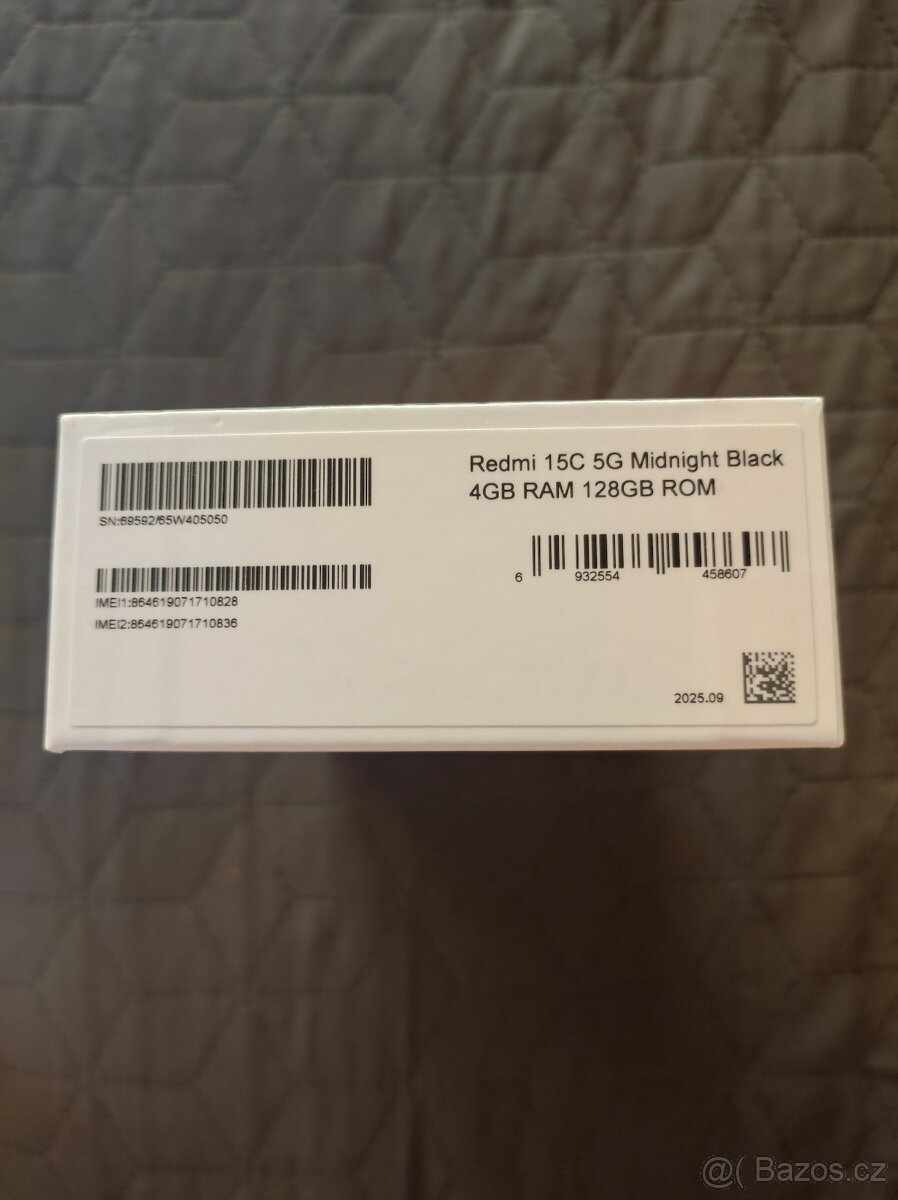 Redmi 15C 5G Midnight Black
4GB RAM 128GB ROM
SN:69592/65W405050
6 932554 458607
IMEI1:864619071710828
IMEI2:864619071710836
2025.09
@( Bazos.cz